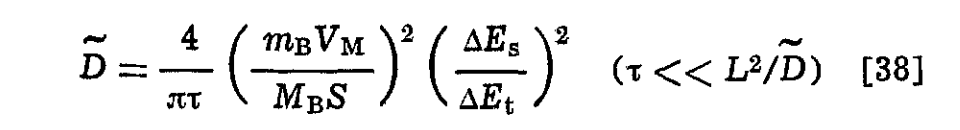 D̃ = 4/πτ (m_B V_M / M_B S)² (ΔE_s / ΔE_t)² (τ << L²/D̃) [38]